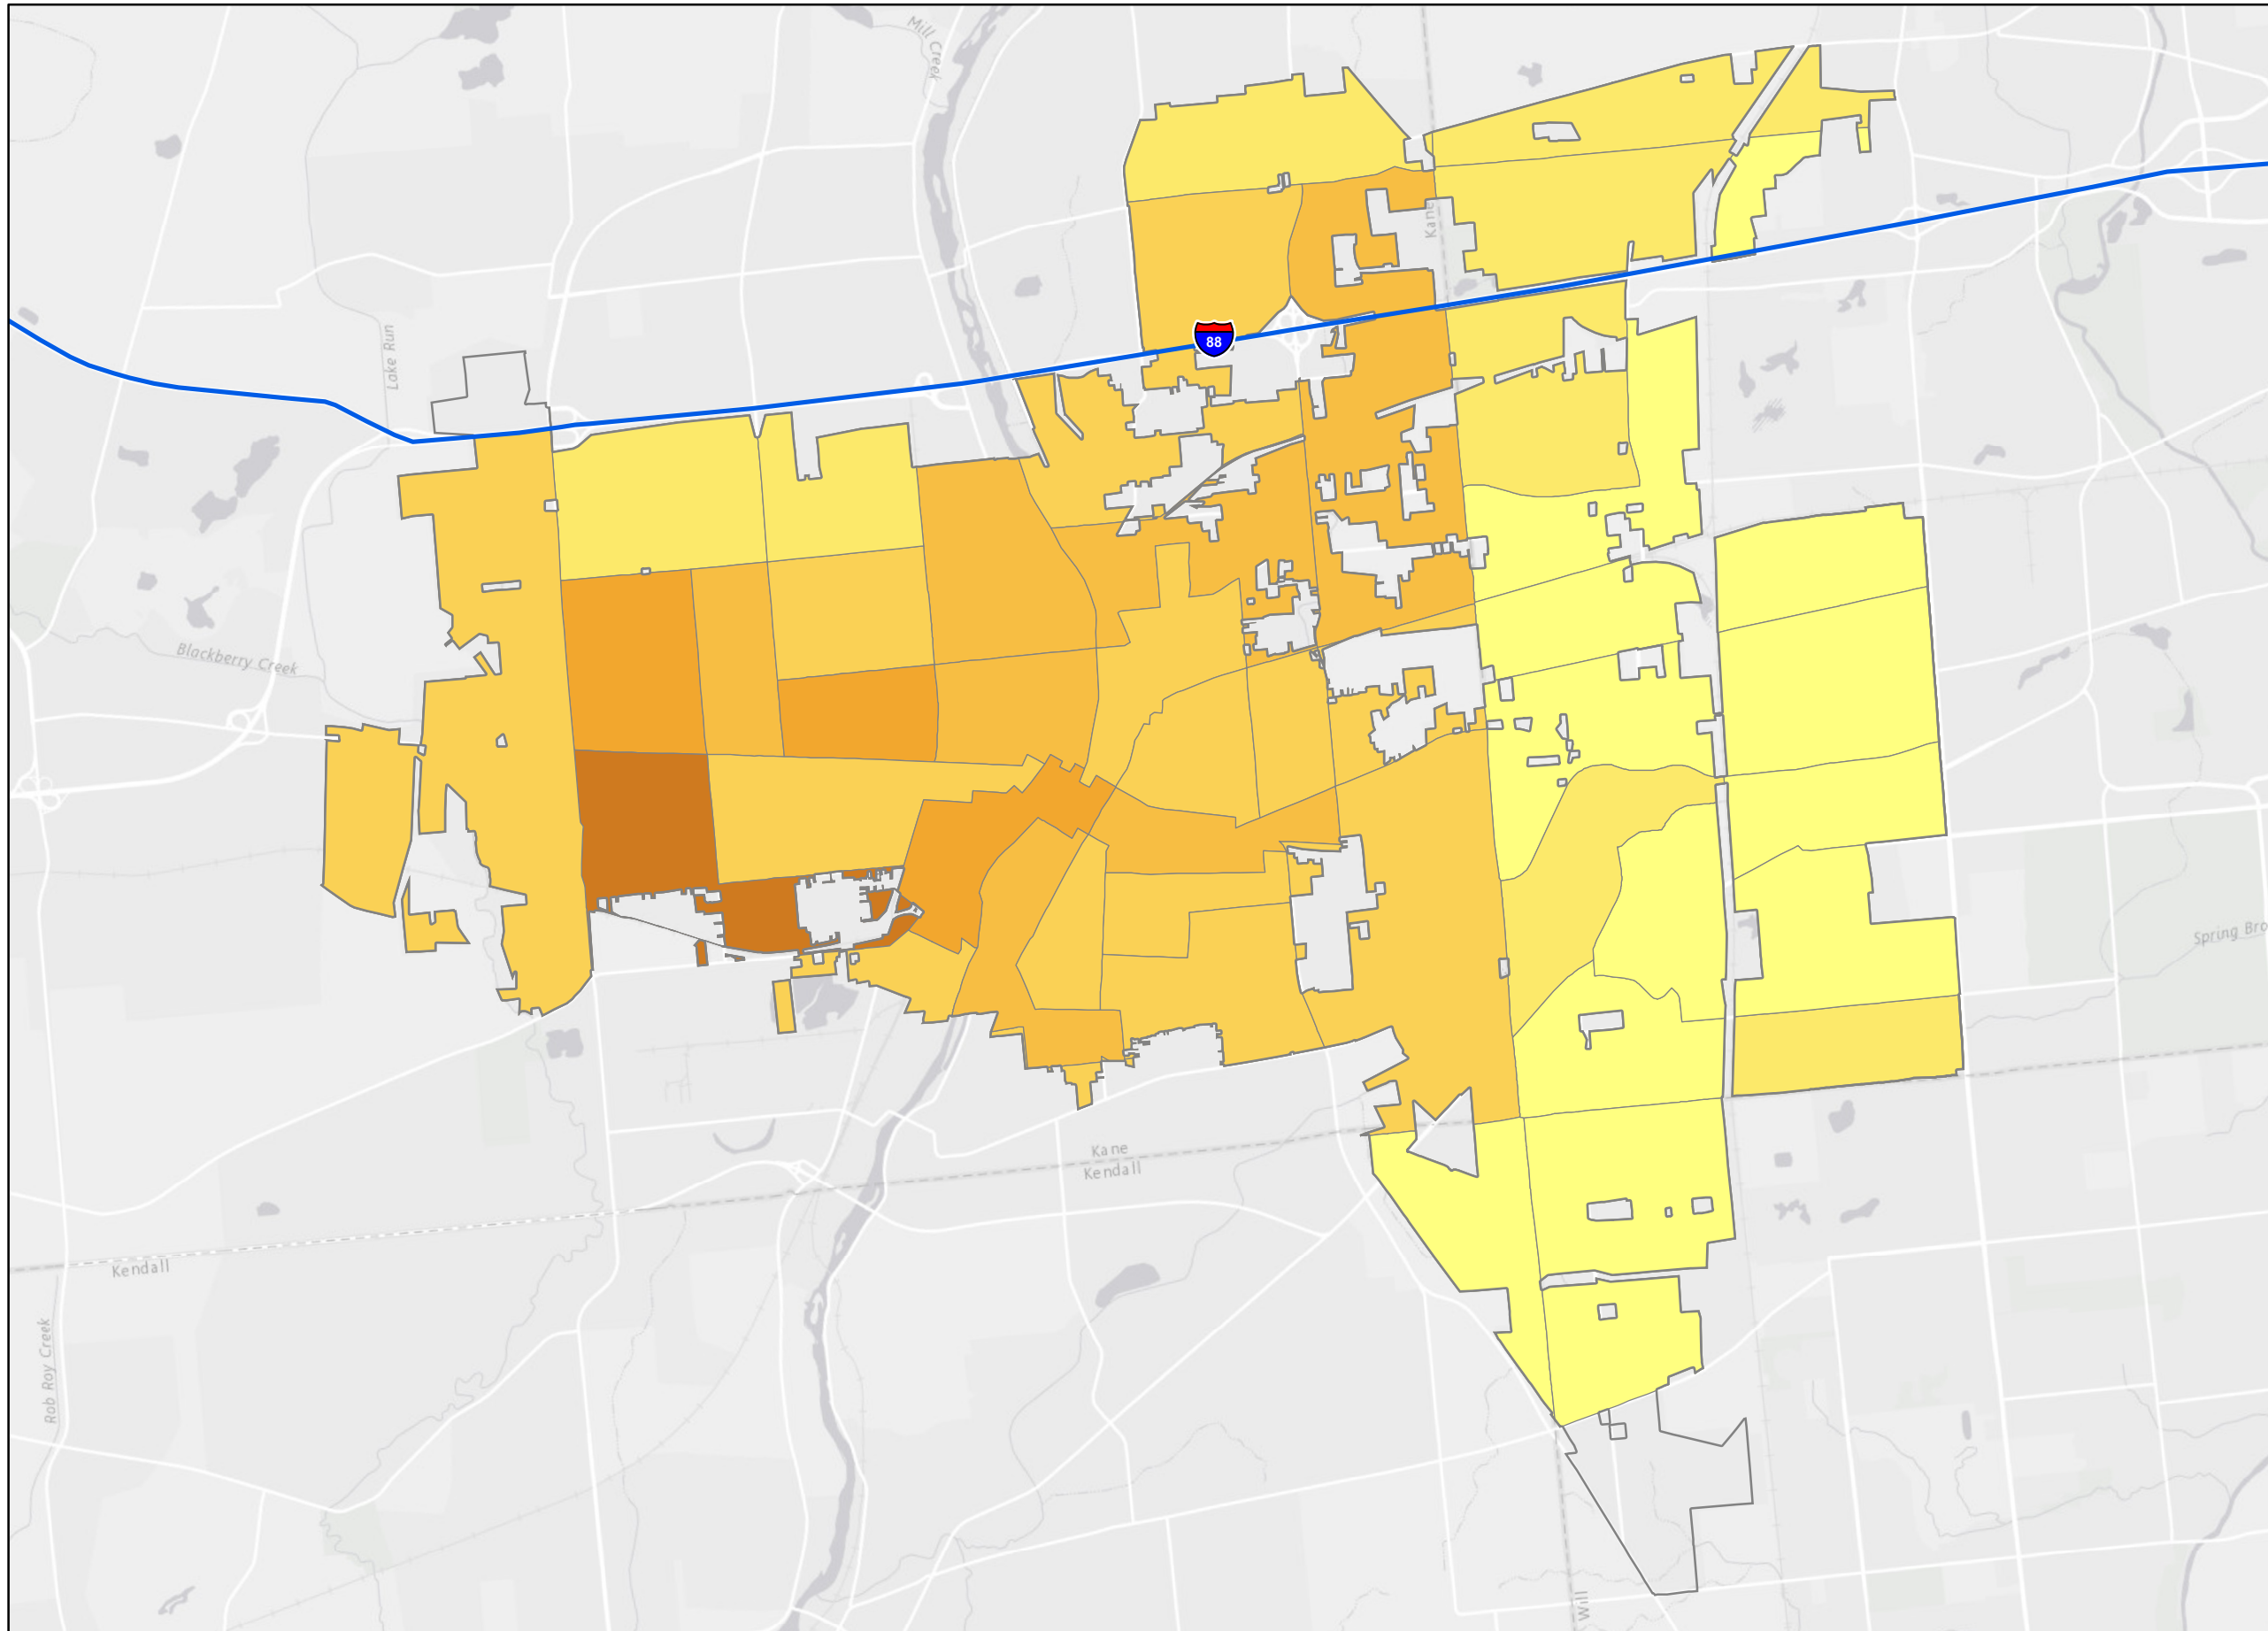 Mill Creek
Kane
88
Lake Run
Blackberry Creek
Spring Bro
Kane
Kendall
Kendall
Rob Roy Creek
Will